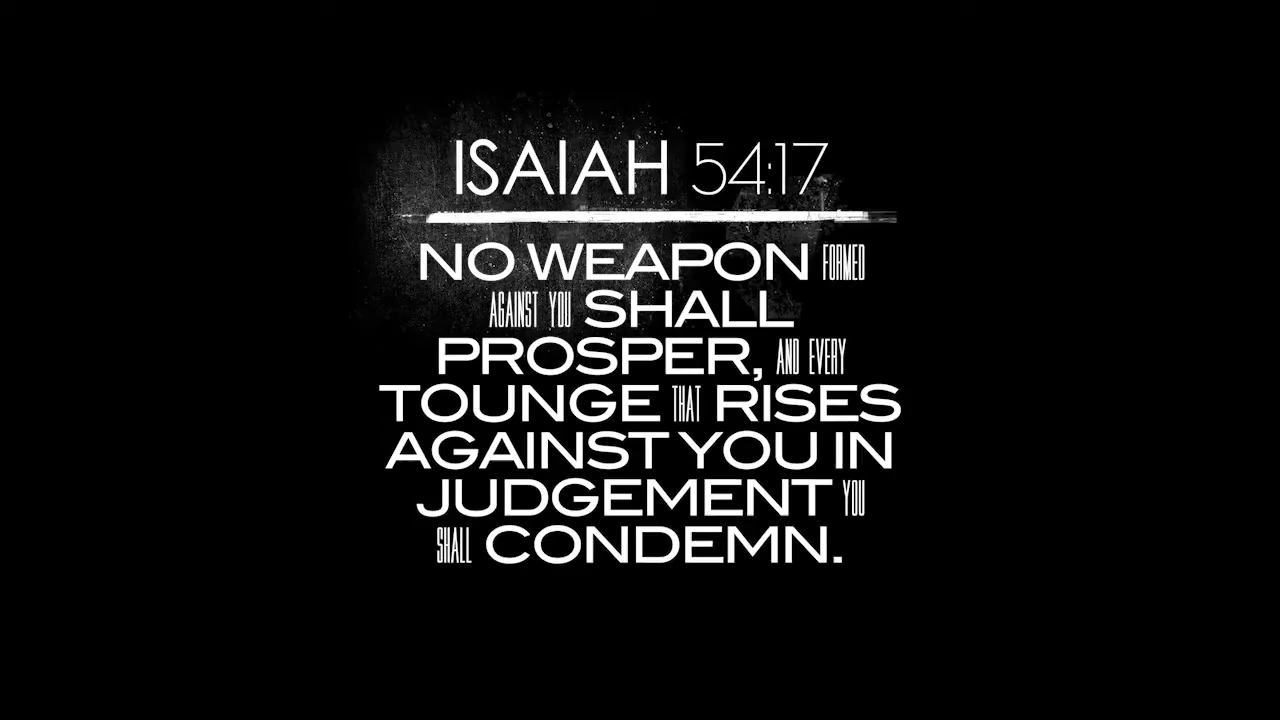 ISAIAH 54:17
NO WEAPON FORMED
AGAINST YOU SHALL
PROSPER, AND EVERY
TOUNGE THAT RISES
AGAINST YOU IN
JUDGEMENT YOU
SHALL CONDEMN.